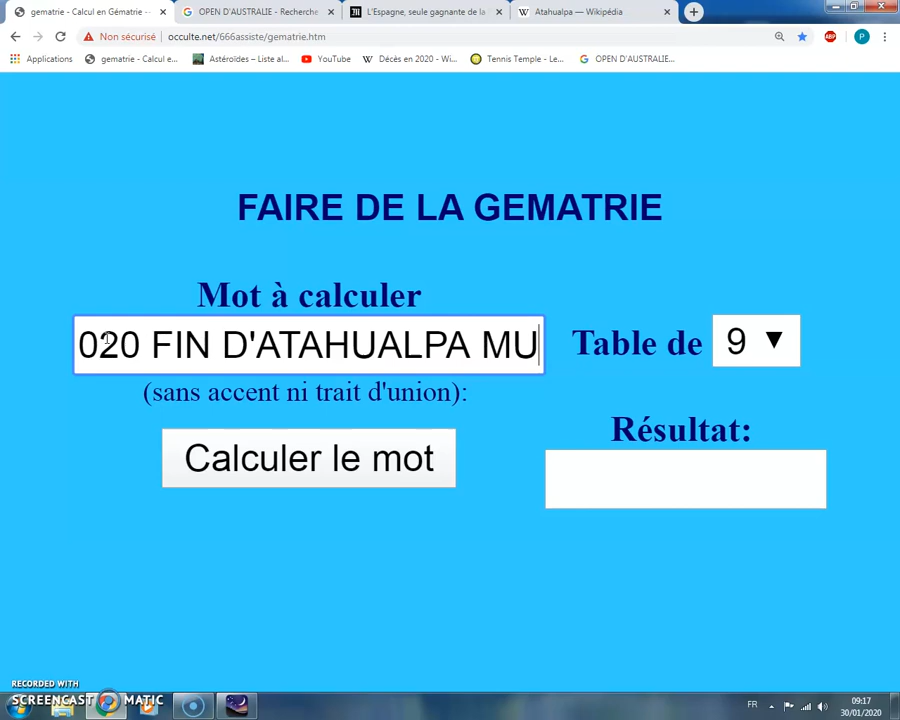 gematrie - Calcul en Gématrie
OPEN D'AUSTRALIE - Recherche
L'Espagne, seule gagnante de la
Atahualpa — Wikipédia
Non sécurisé
occulte.net/666assiste/gematrie.htm
ABP
P
Applications
gematrie - Calcul e...
Astéroïdes – Liste al...
YouTube
Décès en 2020 - Wi...
Tennis Temple - Le...
OPEN D'AUSTRALIE...
FAIRE DE LA GEMATRIE
Mot à calculer
020 FIN D'ATAHUALPA MU
Table de
9
(sans accent ni trait d'union):
Résultat:
Calculer le mot
RECORDED WITH
SCREENCAST MATIC
FR
09:17
30/01/2020